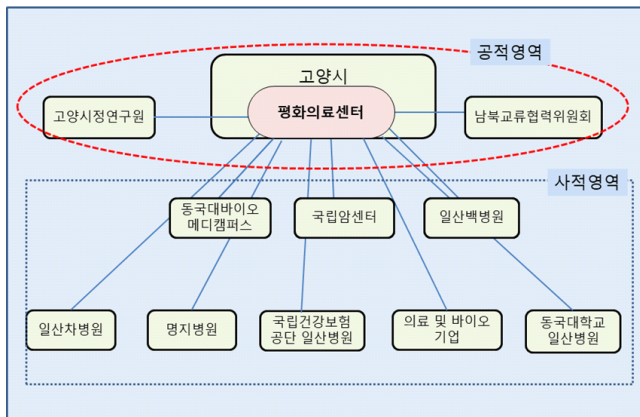 공적영역
고양시
평화의료센터
고양시정연구원
남북교류협력위원회
사적영역
동국대바이오
메디캠퍼스
국립암센터
일산백병원
일산차병원
명지병원
국립건강보험
공단 일산병원
의료 및 바이오
기업
동국대학교
일산병원